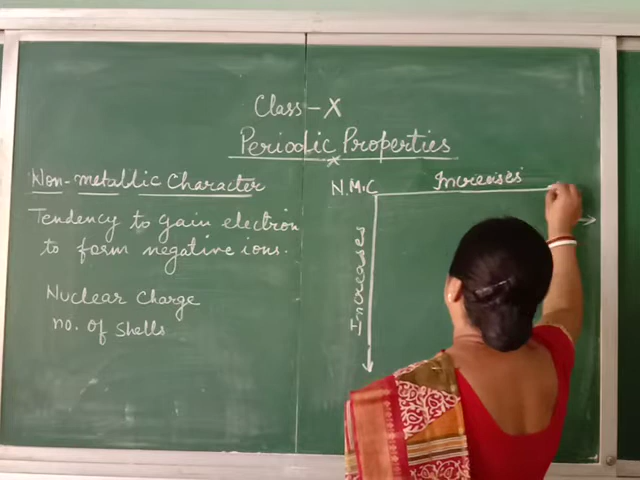 Class - X
Periodic Properties
Non-metallic Character
Tendency to gain electron
to form negative ions.
Nuclear Charge
no. of shells
N.M.C
Increases
Increases